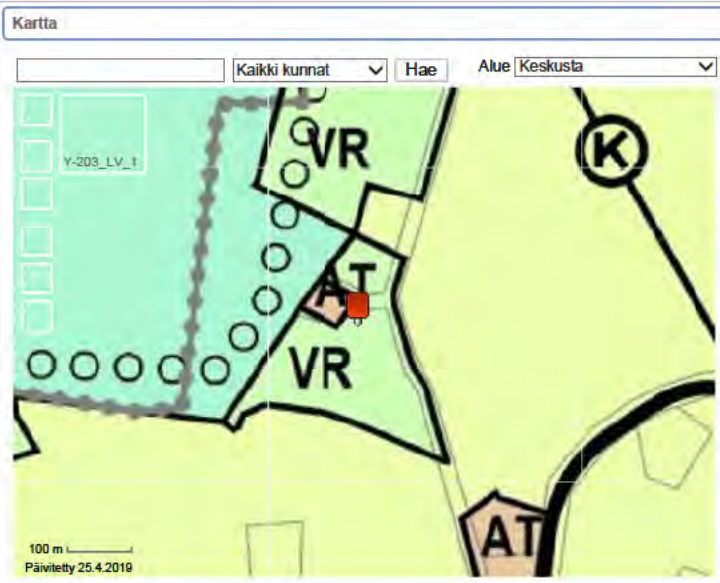 Kartta
Kaikki kunnat Hae Alue Keskusta
Y-203_LV_1
VR
K
AT
VR
AT
100 m
Päivitetty 25.4.2019